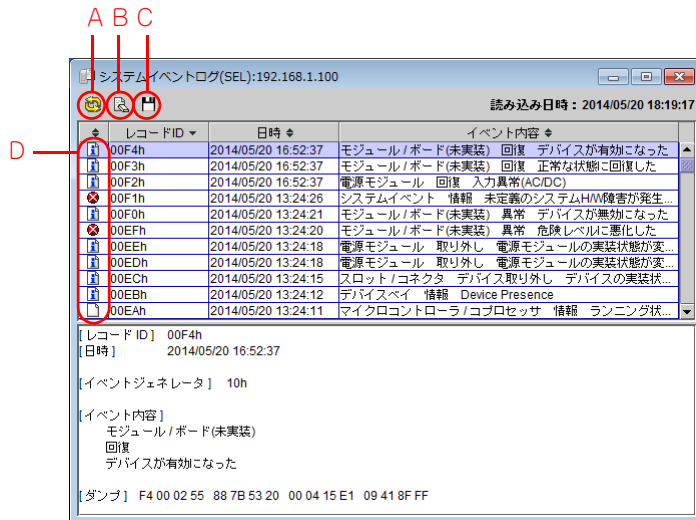 A B C
システムイベントログ(SEL):192.168.1.100
読み込み日時：2014/05/20 18:19:17
レコードID 日時 イベント内容
D
00F4h 2014/05/20 16:52:37 モジュール/ボード(未実装) 回復 デバイスが有効になった
00F3h 2014/05/20 16:52:37 モジュール/ボード(未実装) 回復 正常な状態に回復した
00F2h 2014/05/20 16:52:37 電源モジュール 回復 入力異常(AC/DC)
00F1h 2014/05/20 13:24:26 システムイベント 情報 未定義のシステムH/W障害が発生...
00F0h 2014/05/20 13:24:21 モジュール/ボード(未実装) 異常 デバイスが無効になった
00EFh 2014/05/20 13:24:20 モジュール/ボード(未実装) 異常 危険レベルに悪化した
00EEh 2014/05/20 13:24:18 電源モジュール 取り外し 電源モジュールの実装状態が変...
00EDh 2014/05/20 13:24:18 電源モジュール 取り外し 電源モジュールの実装状態が変...
00ECh 2014/05/20 13:24:15 スロット/コネクタ デバイス取り外し デバイスの実装状...
00EBh 2014/05/20 13:24:12 デバイスベイ 情報 Device Presence
00EAh 2014/05/20 13:24:11 マイクロコントローラ/コプロセッサ 情報 ランニング状...
[レコード ID] 00F4h
[日時] 2014/05/20 16:52:37
[イベントジェネレータ] 10h
[イベント内容]
モジュール/ボード(未実装)
回復
デバイスが有効になった
[ダンプ] F4 00 02 55 88 7B 53 20 00 04 15 E1 09 41 8F FF